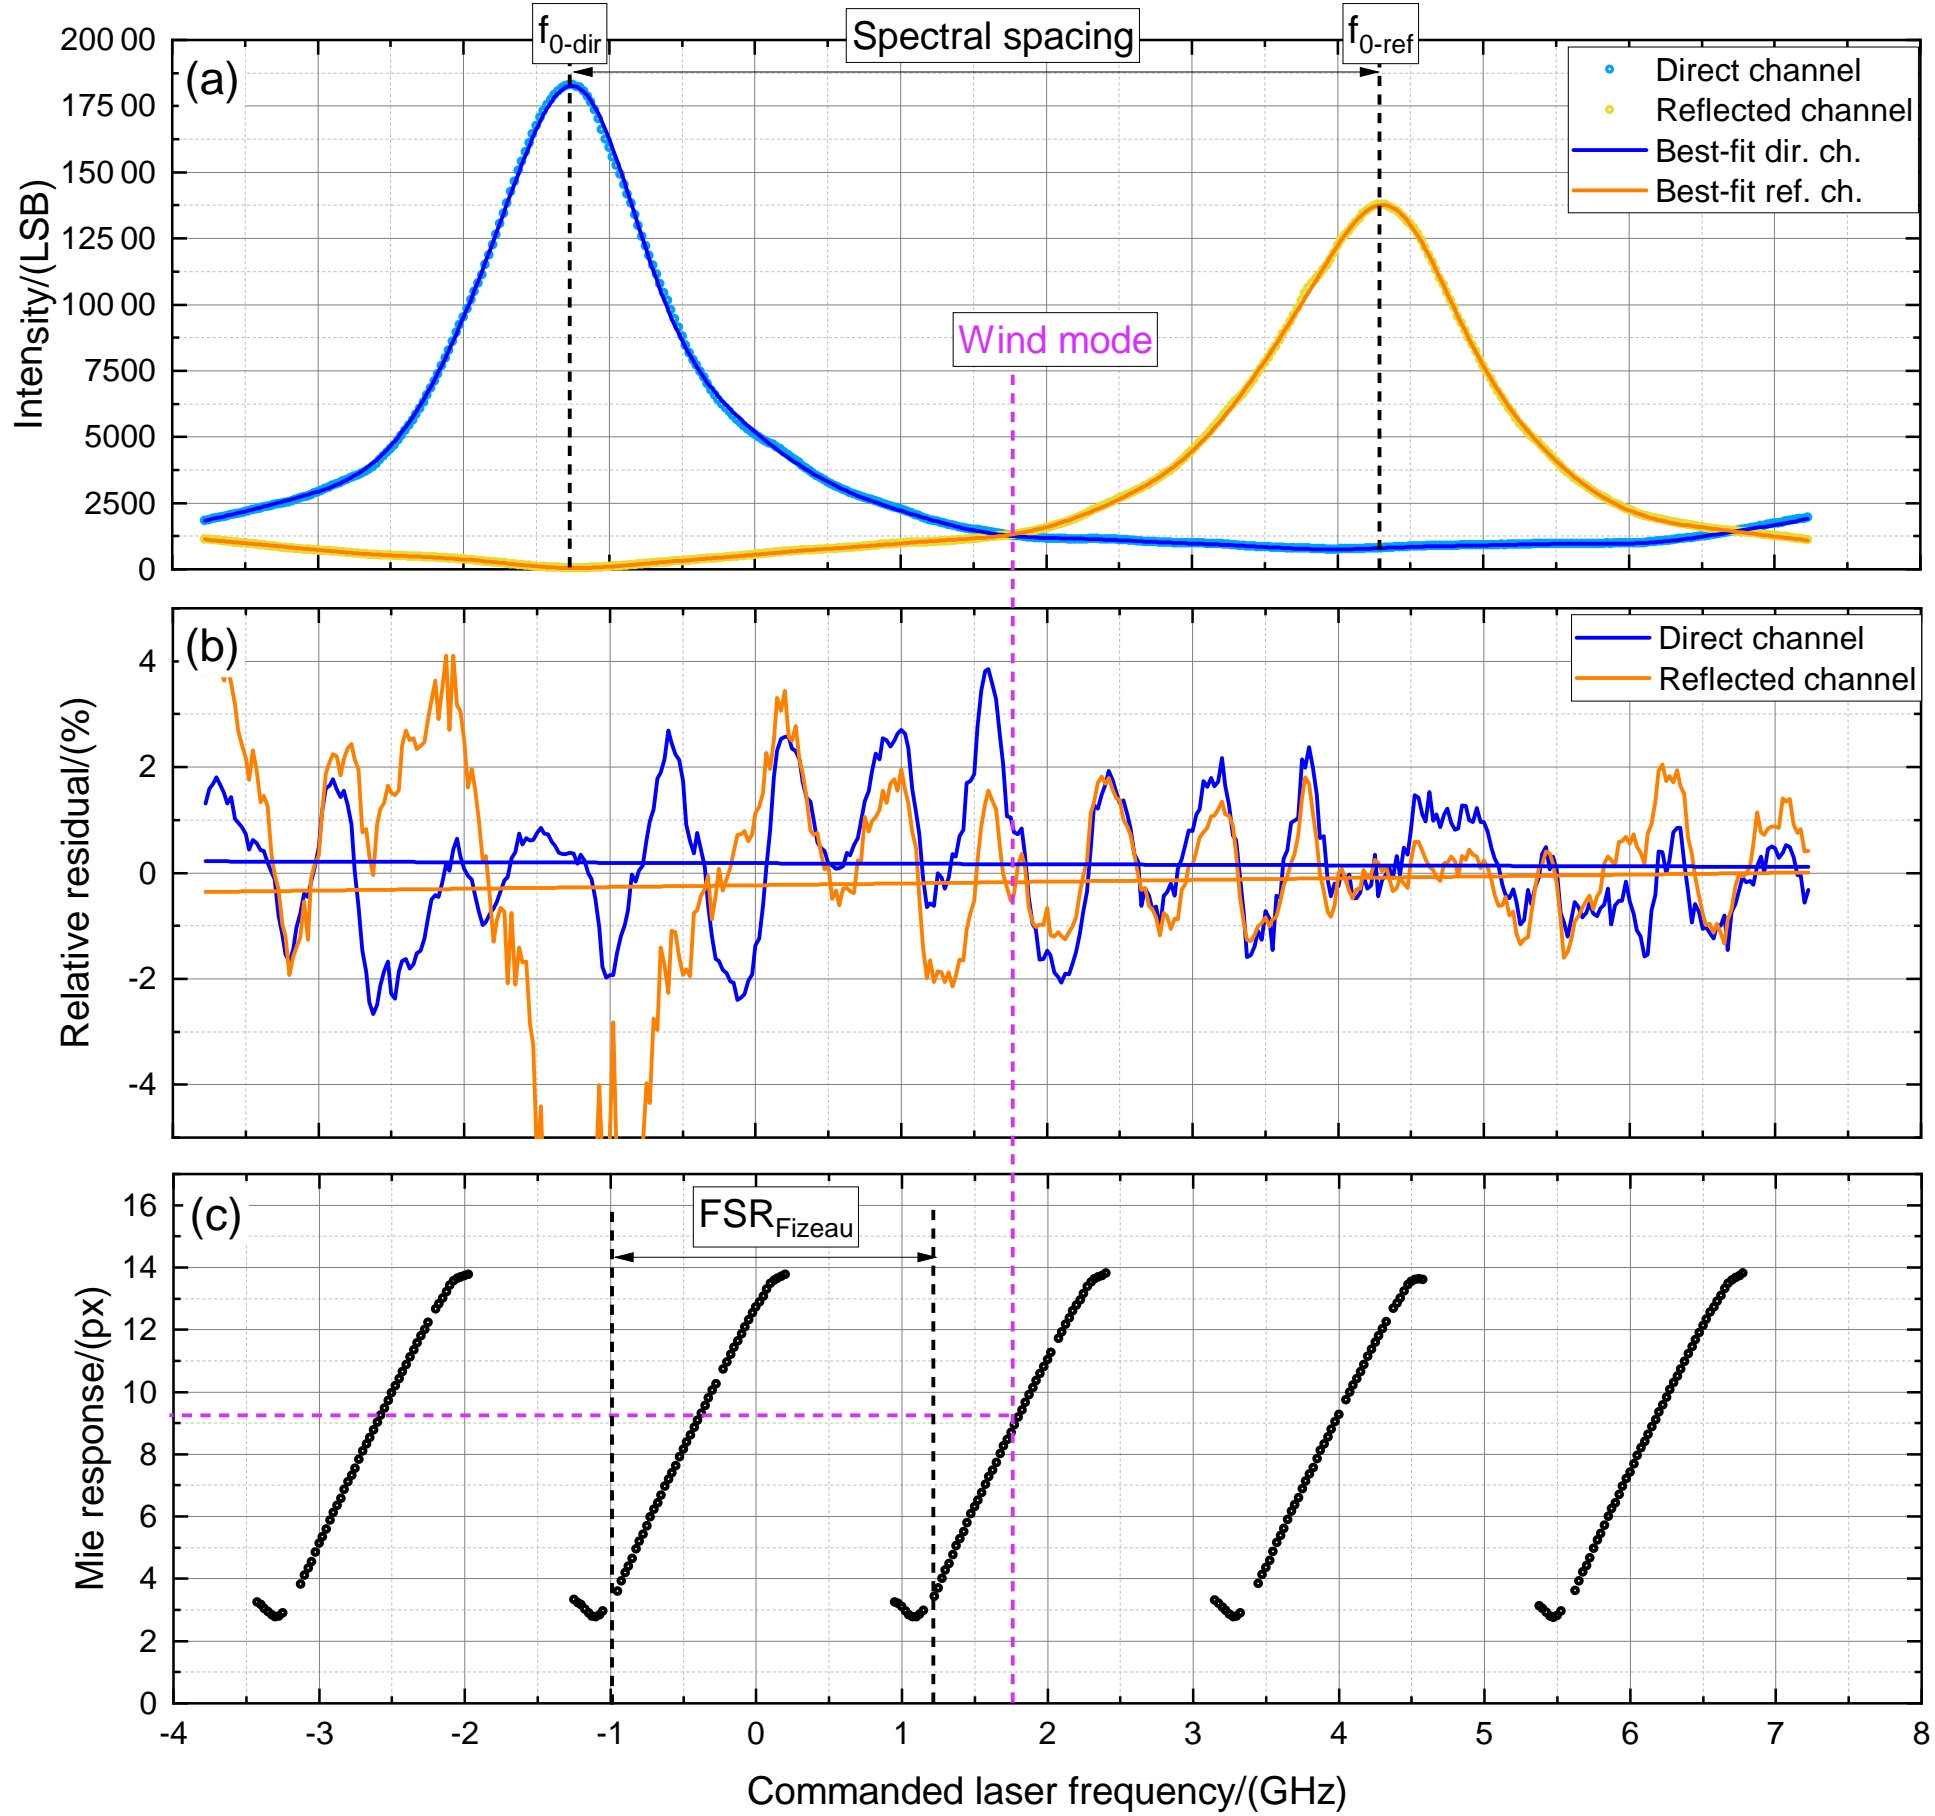 f0-dir
Spectral spacing
f0-ref
(a)
Direct channel
Reflected channel
Best-fit dir. ch.
Best-fit ref. ch.
Wind mode
Intensity/(LSB)
200 00
175 00
150 00
125 00
100 00
7500
5000
2500
0
(b)
Direct channel
Reflected channel
Relative residual/(%)
4
2
0
-2
-4
(c)
FSRFizeau
Mie response/(px)
16
14
12
10
8
6
4
2
0
-4 -3 -2 -1 0 1 2 3 4 5 6 7 8
Commanded laser frequency/(GHz)